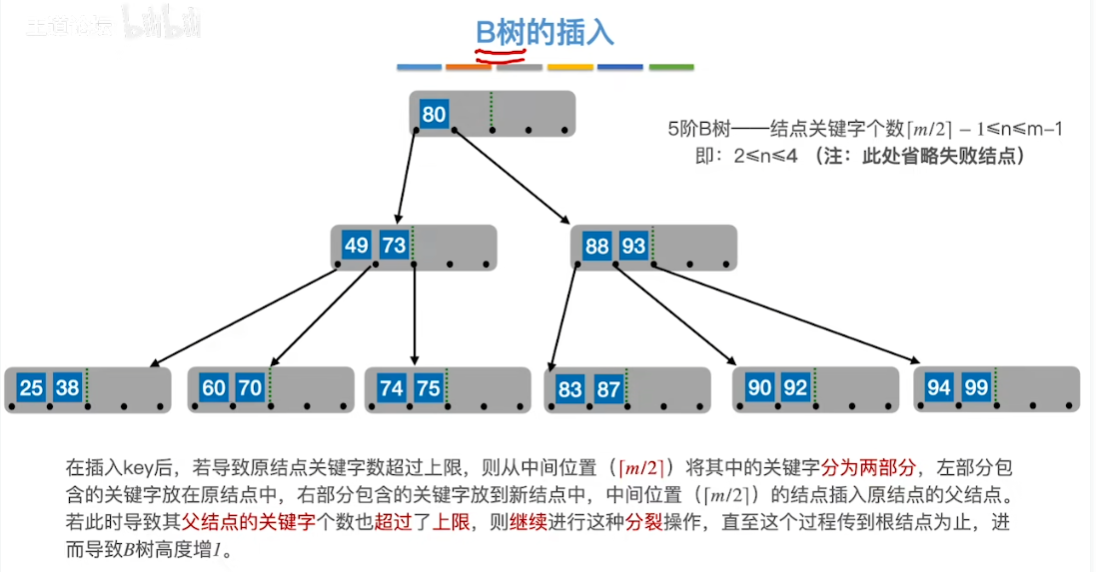 王道论坛 bilibili
B树的插入
80
5阶B树——结点关键字个数⌈m/2⌉ − 1≤n≤m–1
即：2≤n≤4 （注：此处省略失败结点）
49 73
88 93
25 38
60 70
74 75
83 87
90 92
94 99
在插入key后，若导致原结点关键字数超过上限，则从中间位置（⌈m/2⌉）将其中的关键字分为两部分，左部分包
含的关键字放在原结点中，右部分包含的关键字放到新结点中，中间位置（⌈m/2⌉）的结点插入原结点的父结点。
若此时导致其父结点的关键字个数也超过了上限，则继续进行这种分裂操作，直至这个过程传到根结点为止，进
而导致B树高度增1。